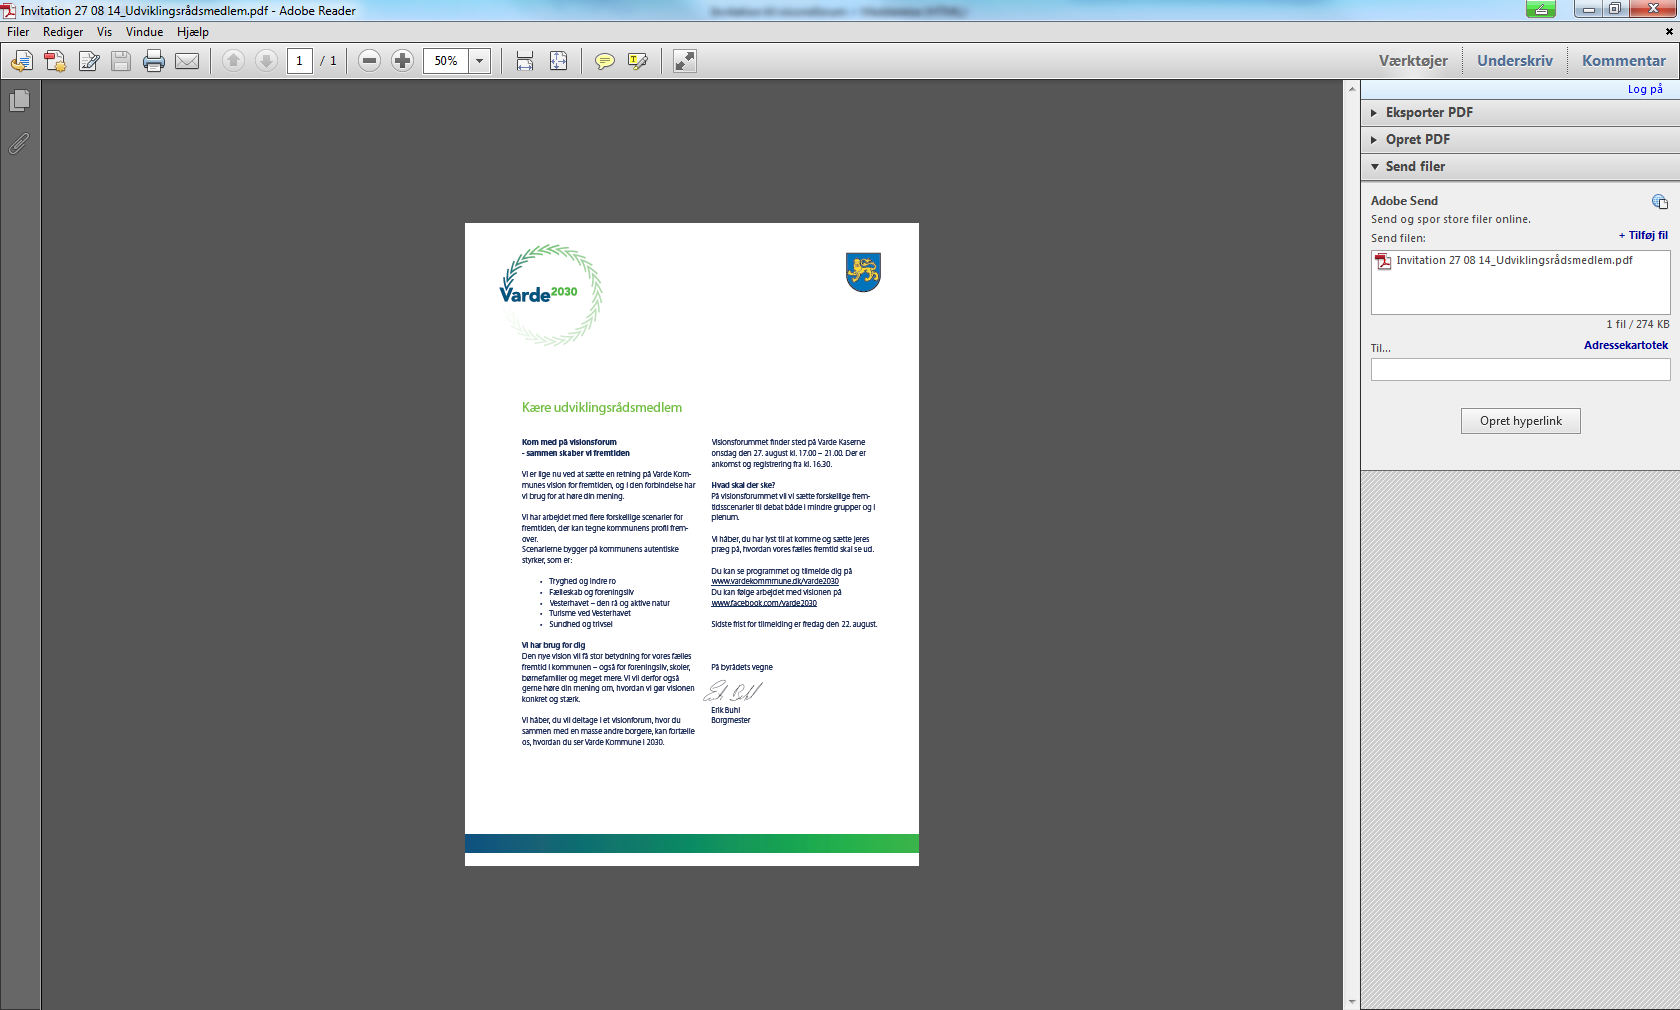 Invitation 27 08 14_Udviklingsrådsmedlem.pdf - Adobe Reader
Filer Rediger Vis Vindue Hjælp
1 / 1 50% Værktøjer Underskriv Kommentar
Varde2030
Kære udviklingsrådsmedlem
Kom med på visionsforum
- sammen skaber vi fremtiden
Vi er lige nu ved at sætte en retning på Varde Kom-
munes vision for fremtiden, og i den forbindelse har
vi brug for at høre din mening.
Vi har arbejdet med flere forskellige scenarier for
fremtiden, der kan tegne kommunens profil frem-
over.
Scenarierne bygger på kommunens autentiske
styrker, som er:
• Tryghed og indre ro
• Fælleskab og foreningsliv
• Vesterhavet – den rå og aktive natur
• Turisme ved Vesterhavet
• Sundhed og trivsel
Vi har brug for dig
Den nye vision vil få stor betydning for vores fælles
fremtid i kommunen – også for foreningsliv, skoler,
børnefamilier og meget mere. Vi vil derfor også
gerne høre din mening om, hvordan vi gør visionen
konkret og stærk.
Vi håber, du vil deltage i et visionforum, hvor du
sammen med en masse andre borgere, kan fortælle
os, hvordan du ser Varde Kommune i 2030.
Visionsforummet finder sted på Varde Kaserne
onsdag den 27. august kl. 17.00 – 21.00. Der er
ankomst og registrering fra kl. 16.30.
Hvad skal der ske?
På visionsforummet vil vi sætte forskellige frem-
tidsscenarier til debat både i mindre grupper og i
plenum.
Vi håber, du har lyst til at komme og sætte jeres
præg på, hvordan vores fælles fremtid skal se ud.
Du kan se programmet og tilmelde dig på
www.vardekommmune.dk/varde2030
Du kan følge arbejdet med visionen på
www.facebook.com/varde2030
Sidste frist for tilmelding er fredag den 22. august.
På byrådets vegne
Erik Buhl
Erik Buhl
Borgmester
Log på
Eksporter PDF
Opret PDF
Send filer
Adobe Send
Send og spor store filer online.
Send filen: + Tilføj fil
Invitation 27 08 14_Udviklingsrådsmedlem.pdf
1 fil / 274 KB
Til... Adressekartotek
Opret hyperlink